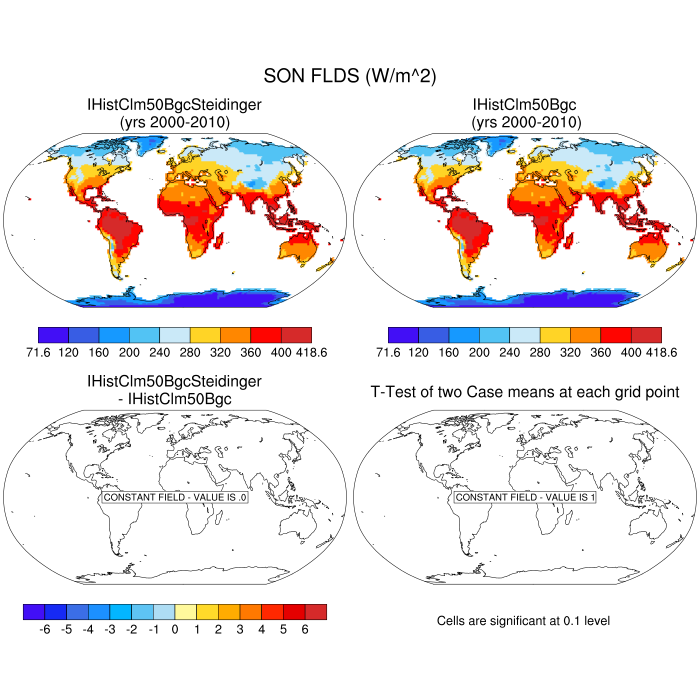 SON FLDS (W/m^2)
IHistClm50BgcSteidinger
(yrs 2000-2010)
IHistClm50Bgc
(yrs 2000-2010)
71.6 120 160 200 240 280 320 360 400 418.6
71.6 120 160 200 240 280 320 360 400 418.6
IHistClm50BgcSteidinger
- IHistClm50Bgc
T-Test of two Case means at each grid point
CONSTANT FIELD - VALUE IS .0
CONSTANT FIELD - VALUE IS 1
-6 -5 -4 -3 -2 -1 0 1 2 3 4 5 6
Cells are significant at 0.1 level